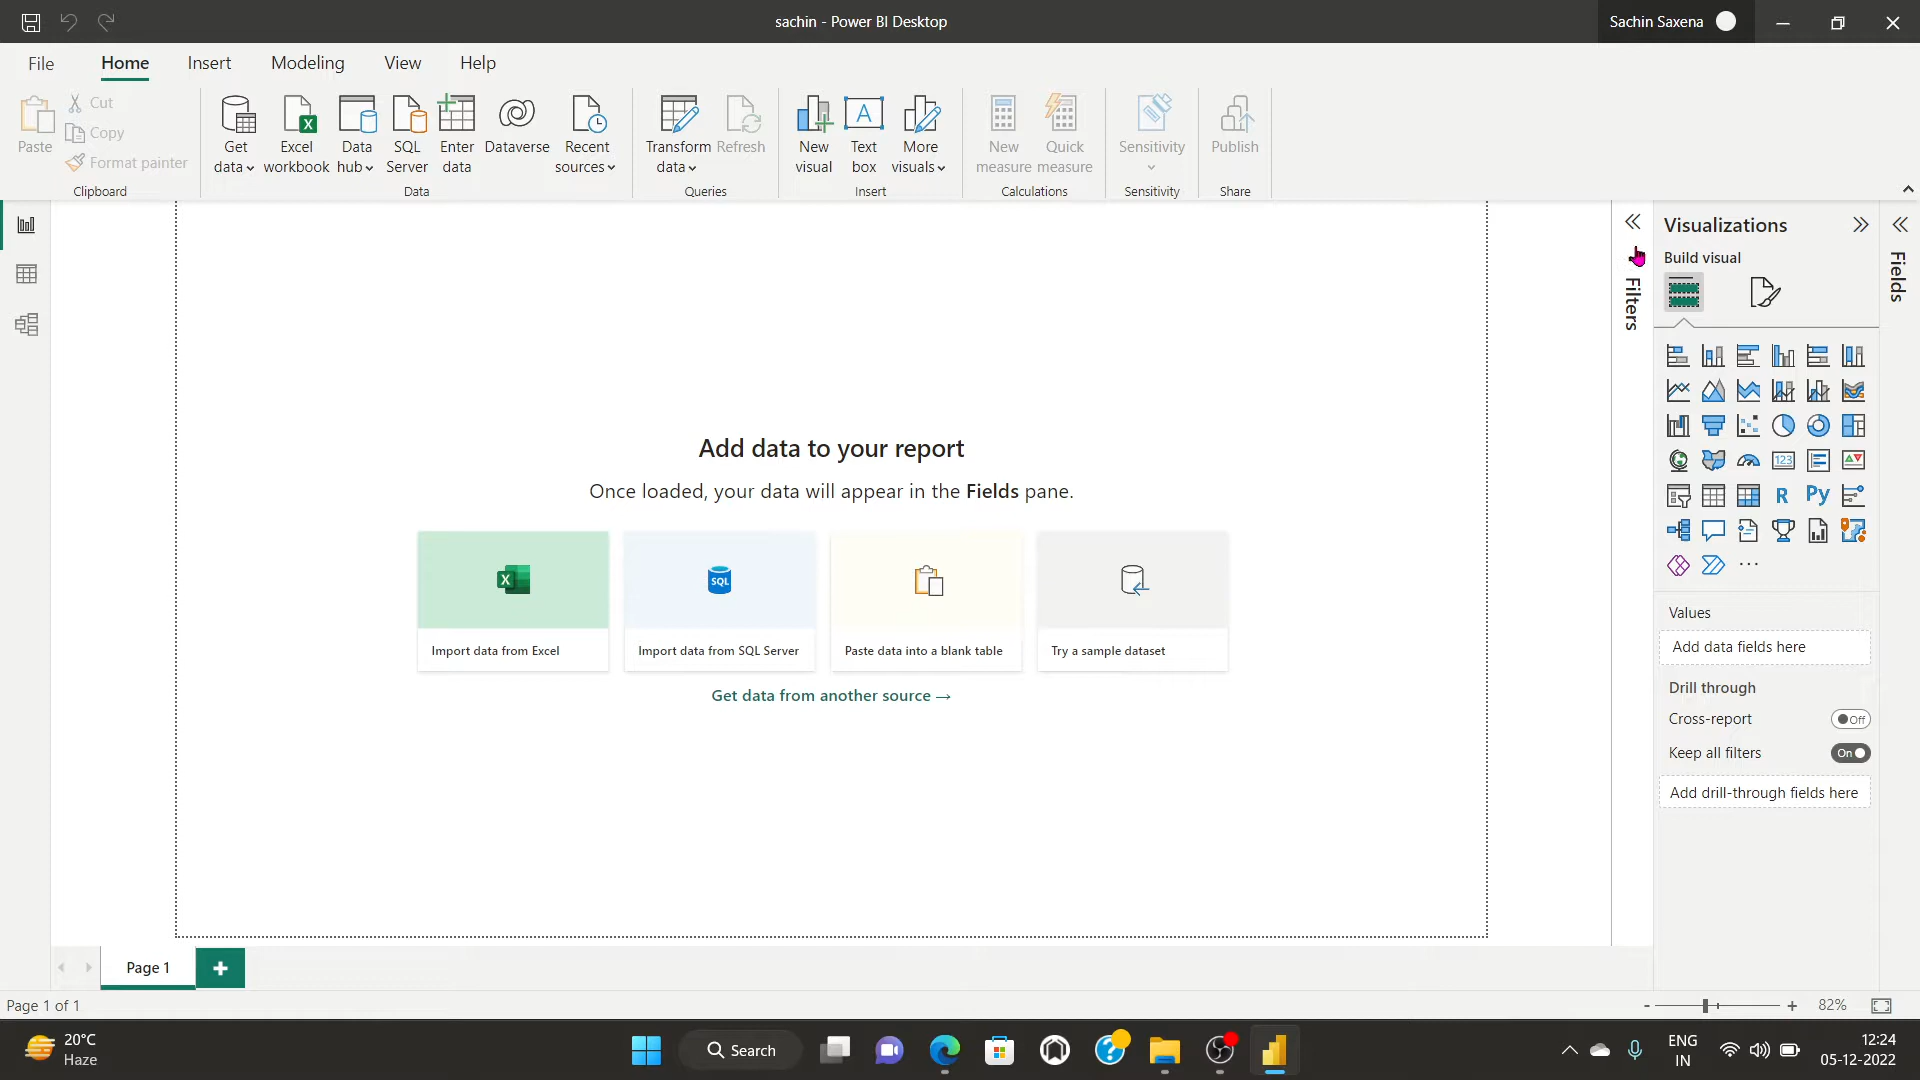 sachin - Power BI Desktop
Sachin Saxena
File
Home
Insert
Modeling
View
Help
Paste
Cut
Copy
Format painter
Clipboard
Get
data
Excel
workbook
Data
hub
SQL
Server
Enter
data
Dataverse
Recent
sources
Data
Transform
data
Refresh
Queries
New
visual
Text
box
More
visuals
Insert
New
measure
Quick
measure
Calculations
Sensitivity
Sensitivity
Publish
Share
Add data to your report
Once loaded, your data will appear in the Fields pane.
SQL
Import data from Excel
Import data from SQL Server
Paste data into a blank table
Try a sample dataset
Get data from another source →
Filters
Visualizations
Build visual
123
R
Py
Values
Add data fields here
Drill through
Cross-report
Off
Keep all filters
On
Add drill-through fields here
Fields
Page 1
Page 1 of 1
82%
20°C
Haze
Search
ENG
IN
12:24
05-12-2022